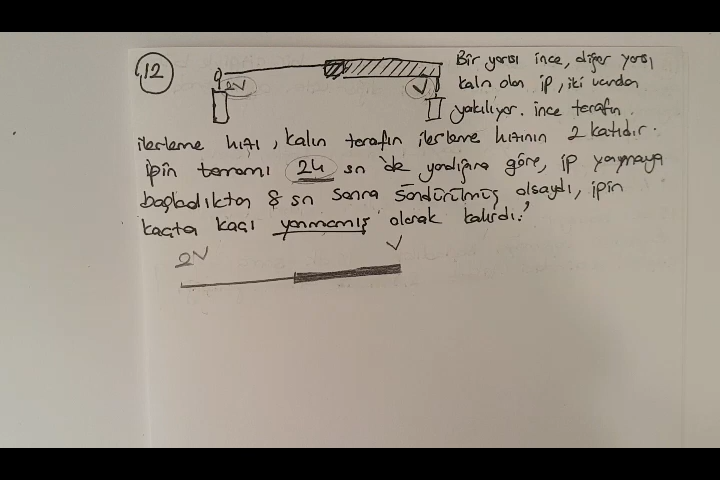 12
2V V
Bir yarısı ince, diğer yarısı
kalın olan ip, iki ucundan
yakılıyor. ince tarafın
ilerleme hızı, kalın tarafın ilerleme hızının 2 katıdır.
ipin tamamı 24 sn 'de yandığına göre, ip yanmaya
başladıktan 8 sn sonra söndürülmüş olsaydı, ipin
kaçta kaçı yanmamış olarak kalırdı?
2V V